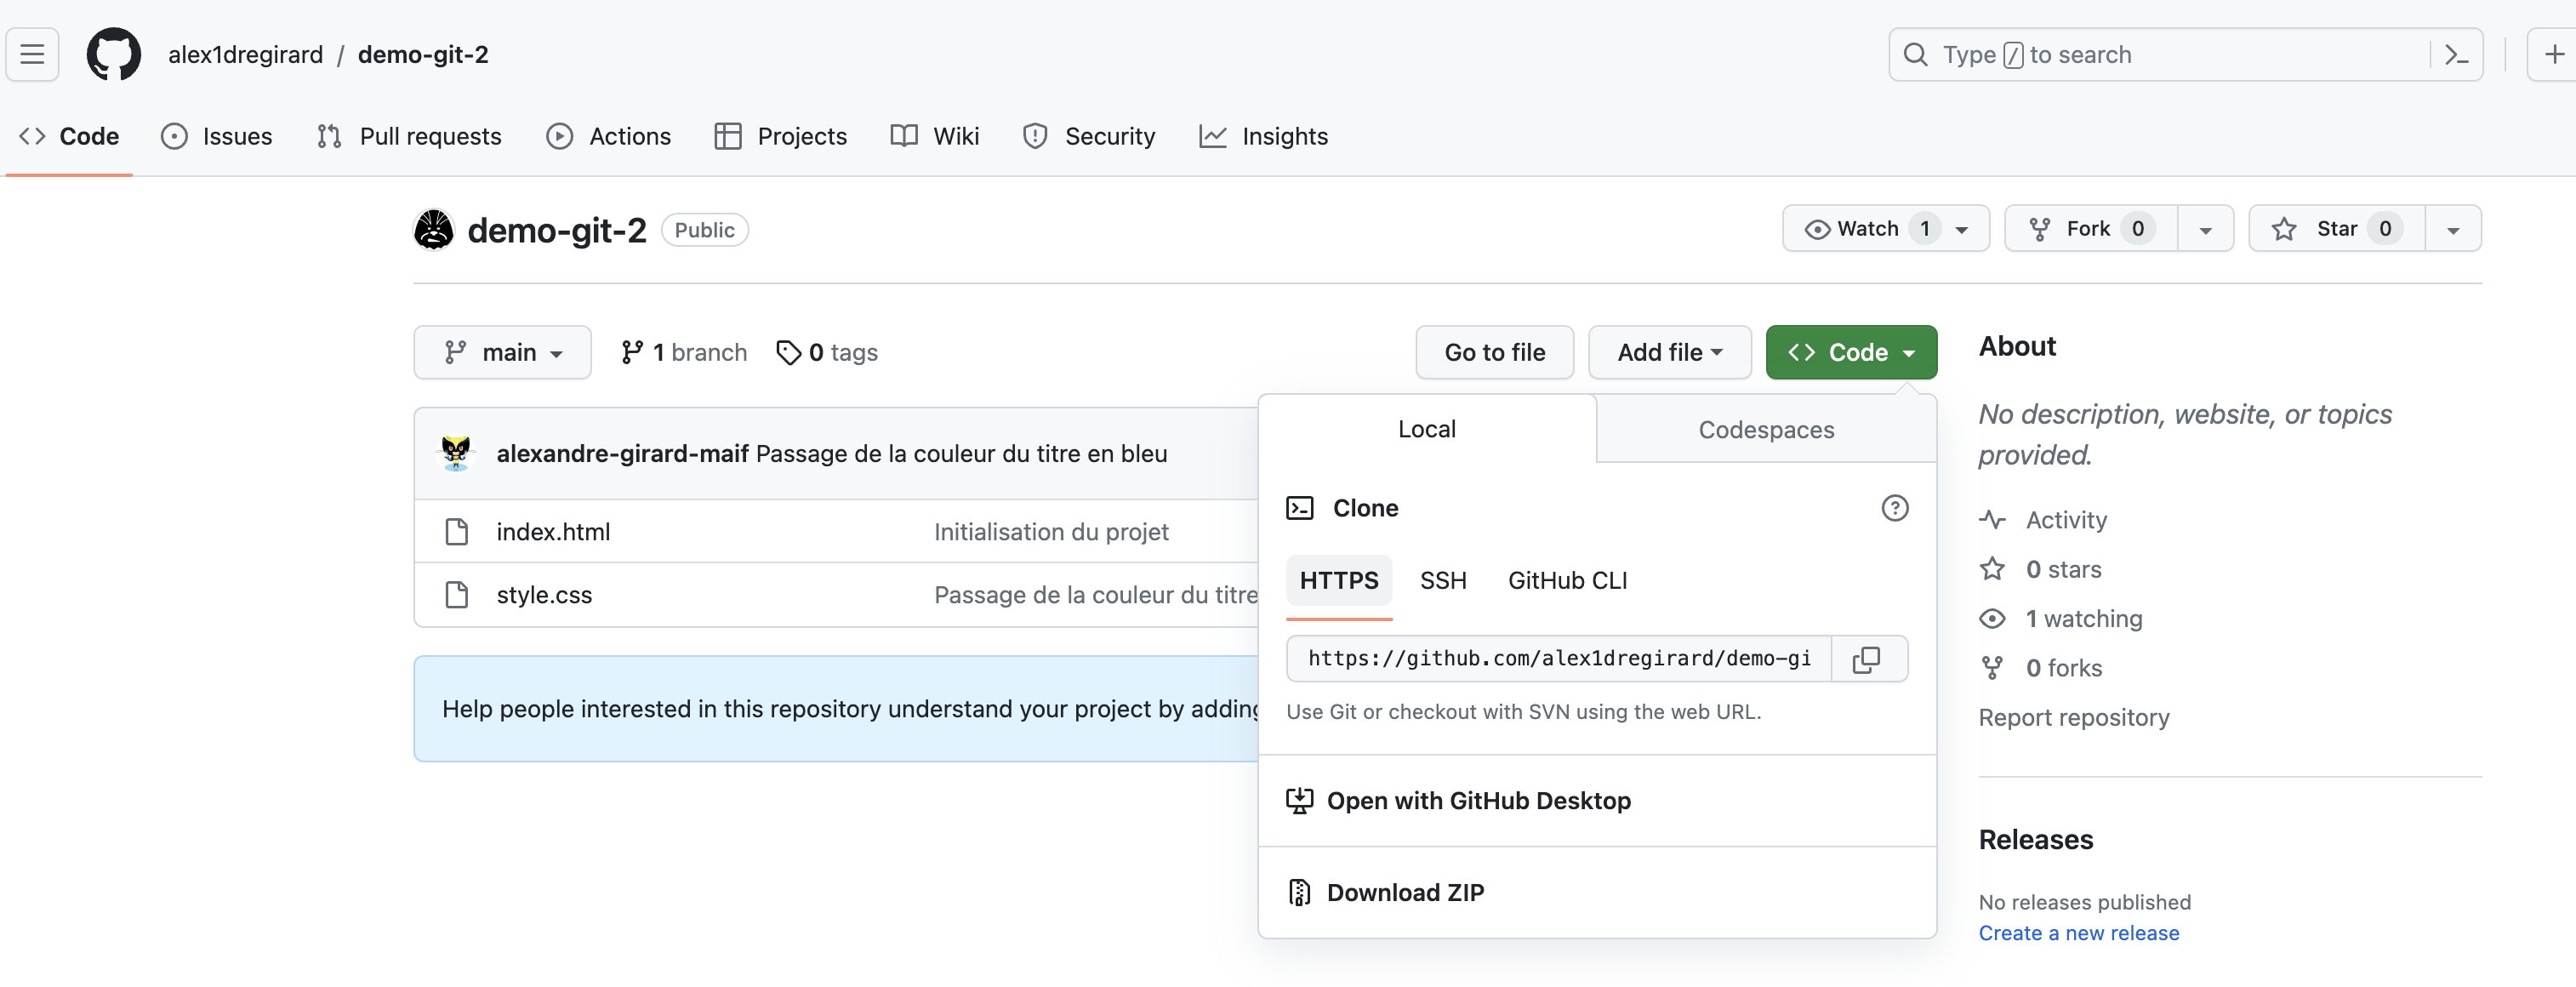 alex1dregirard / demo-git-2
Type / to search
Code Issues Pull requests Actions Projects Wiki Security Insights
demo-git-2 Public
Watch 1 Fork 0 Star 0
main 1 branch 0 tags
Go to file Add file Code
alexandre-girard-maif Passage de la couleur du titre en bleu
index.html Initialisation du projet
style.css Passage de la couleur du titre
Help people interested in this repository understand your project by adding
Local Codespaces
Clone
HTTPS SSH GitHub CLI
https://github.com/alex1dregirard/demo-gi
Use Git or checkout with SVN using the web URL.
Open with GitHub Desktop
Download ZIP
About
No description, website, or topics
provided.
Activity
0 stars
1 watching
0 forks
Report repository
Releases
No releases published
Create a new release